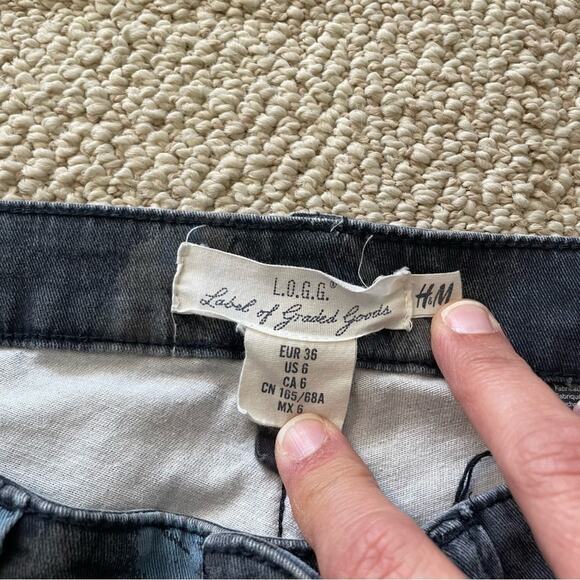 L.O.G.G.®
Label of Graded Goods
H&M
EUR 36
US 6
CA 6
CN 165/68A
MX 6